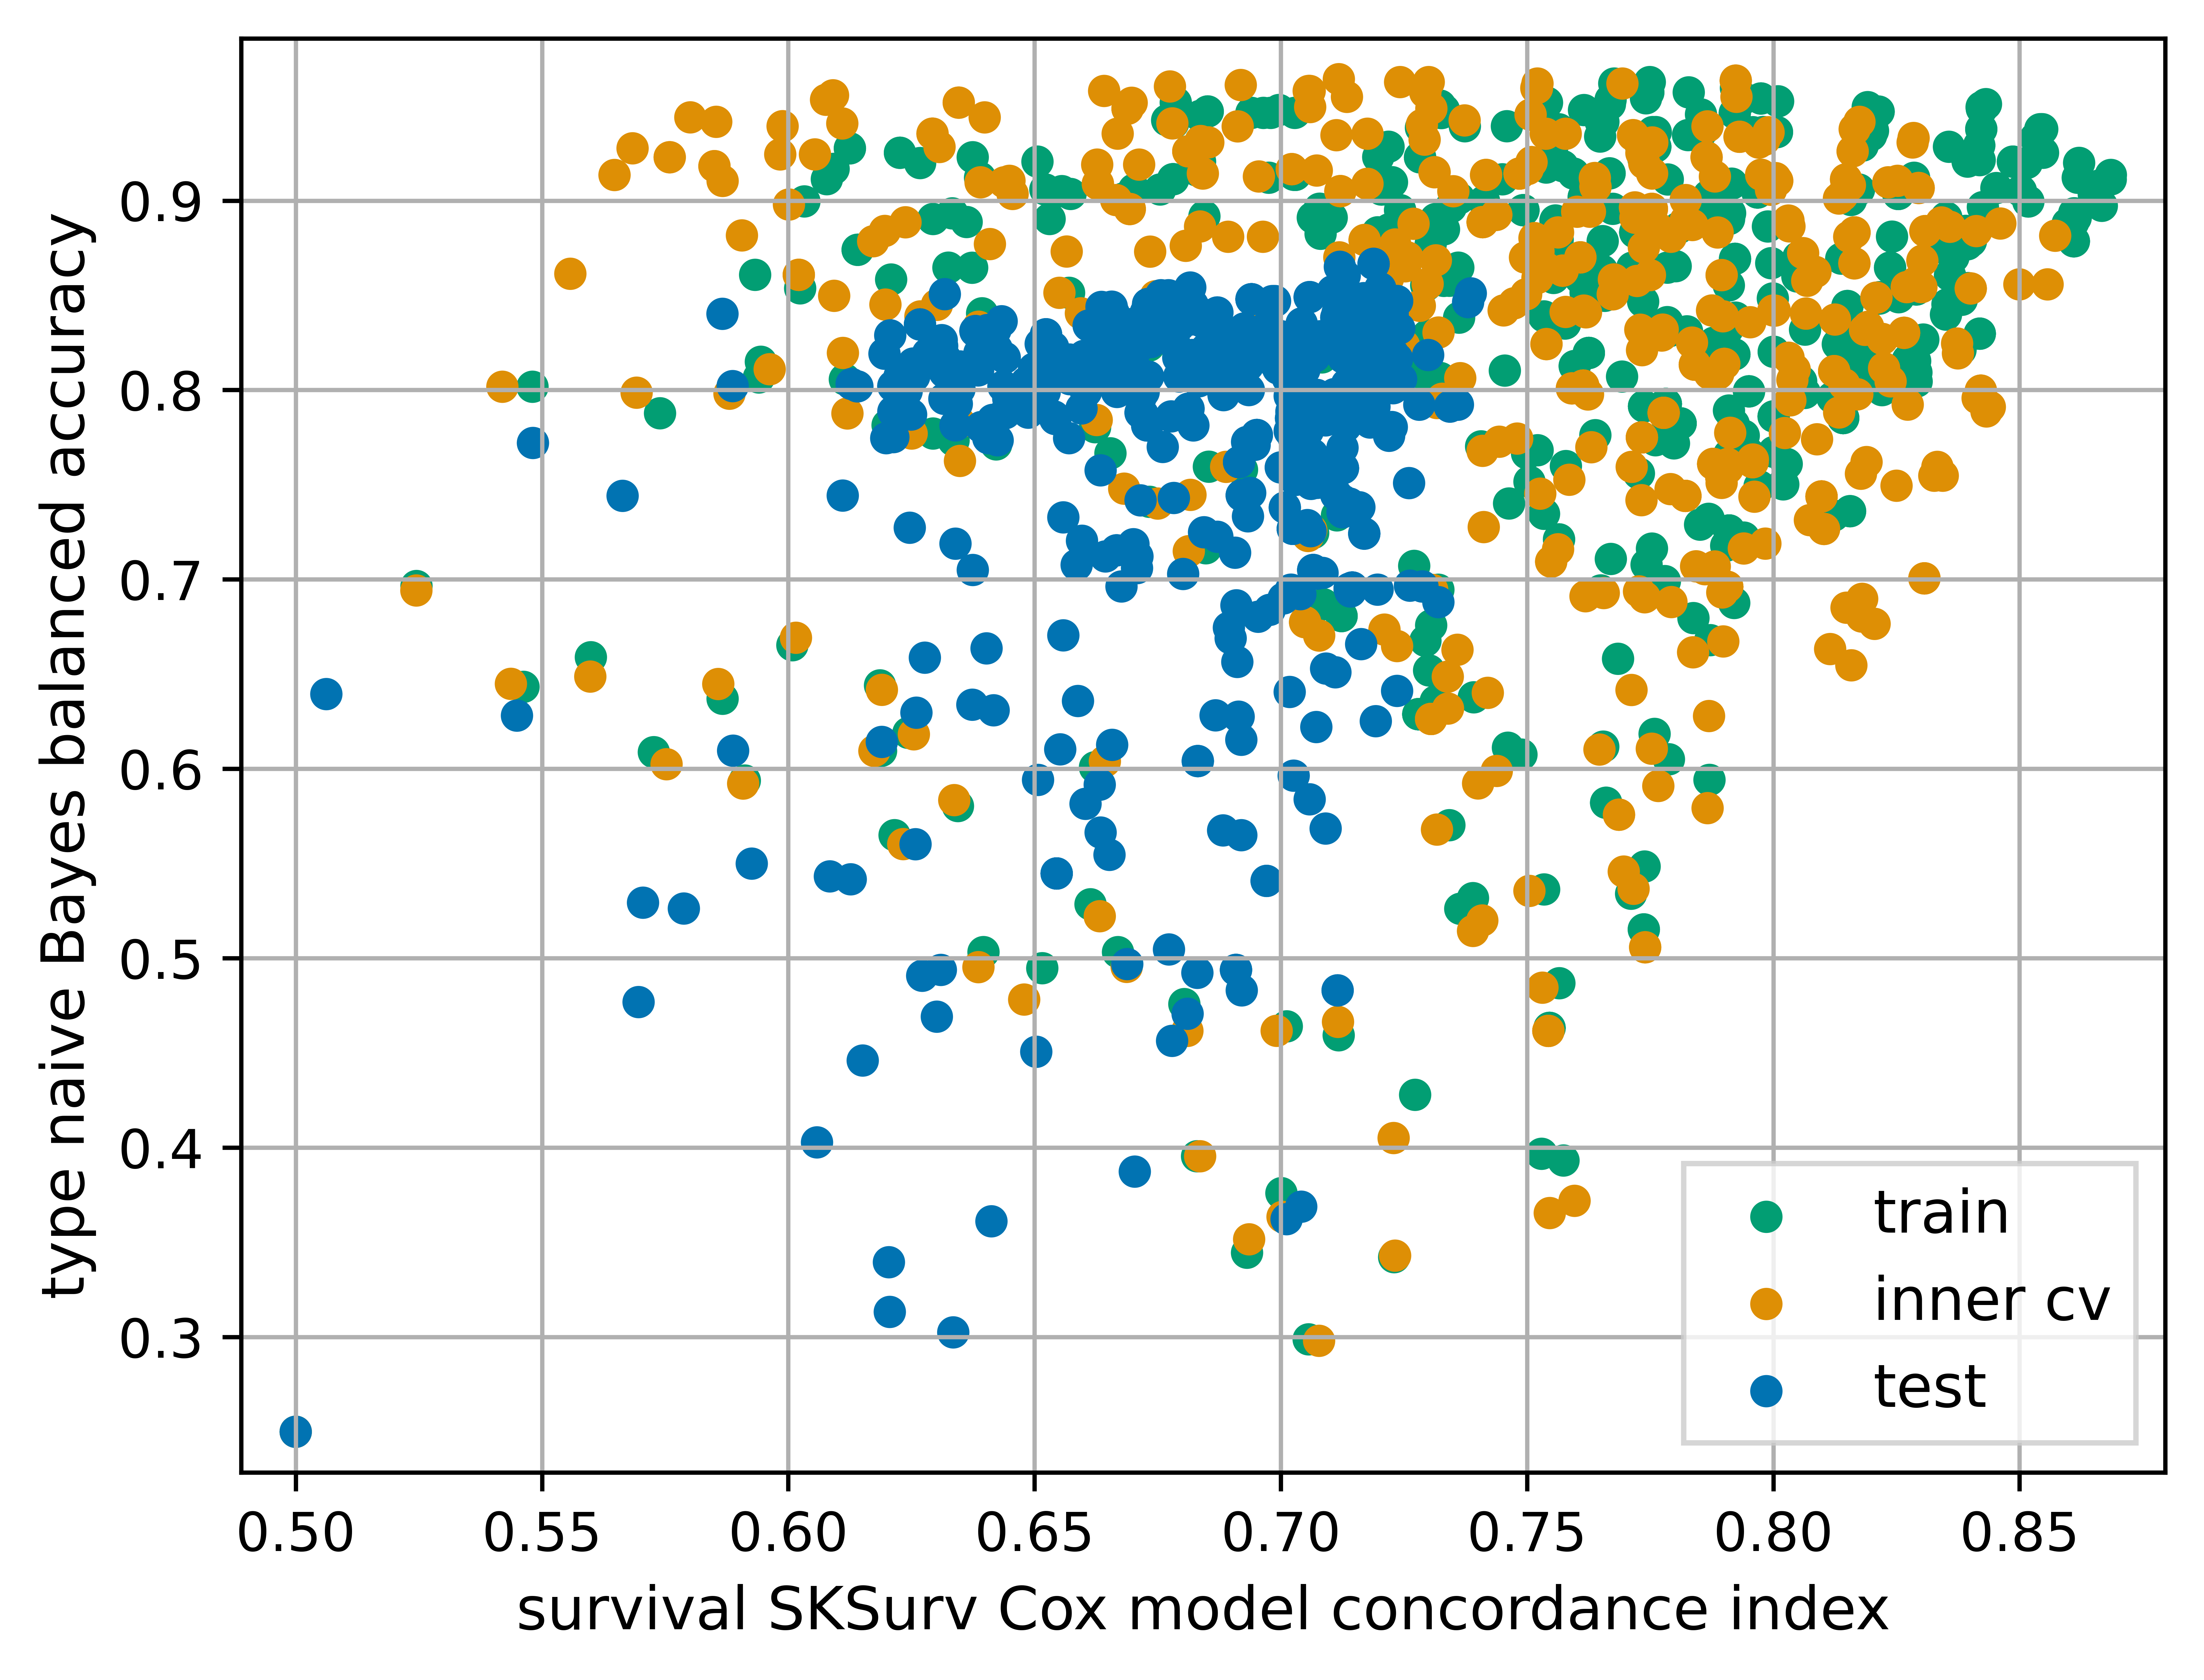 type naive Bayes balanced accuracy
0.9
0.8
0.7
0.6
0.5
0.4
0.3
train
inner cv
test
0.50 0.55 0.60 0.65 0.70 0.75 0.80 0.85
survival SKSurv Cox model concordance index